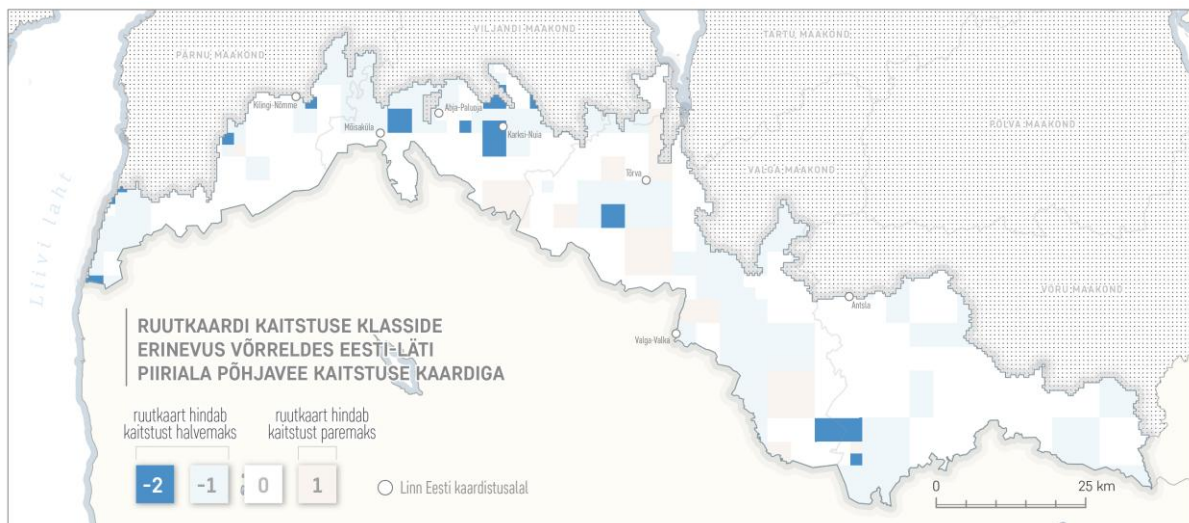 PÄRNU MAAKOND
VILJANDI MAAKOND
TARTU MAAKOND
PÕLVA MAAKOND
VALGA MAAKOND
VÕRU MAAKOND
Kilingi-Nõmme
Mõisaküla
Abja-Paluoja
Karksi-Nuia
Tõrva
Antsla
Valga-Valka
Liivi laht
RUUTKAARDI KAITSTUSE KLASSIDE
ERINEVUS VÕRRELDES EESTI-LÄTI
PIIRIALA PÕHJAVEE KAITSTUSE KAARDIGA
ruutkaart hindab
kaitstust halvemaks
ruutkaart hindab
kaitstust paremaks
-2 -1 0 1
Linn Eesti kaardistusalal
0 25 km